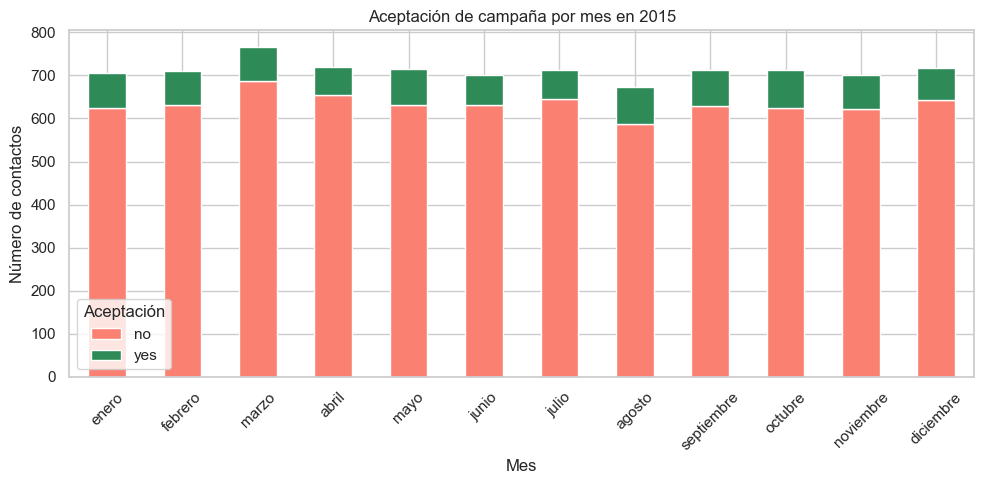 Aceptación de campaña por mes en 2015
Número de contactos
800
700
600
500
400
300
200
100
0
Aceptación
no
yes
enero
febrero
marzo
abril
mayo
junio
julio
agosto
septiembre
octubre
noviembre
diciembre
Mes